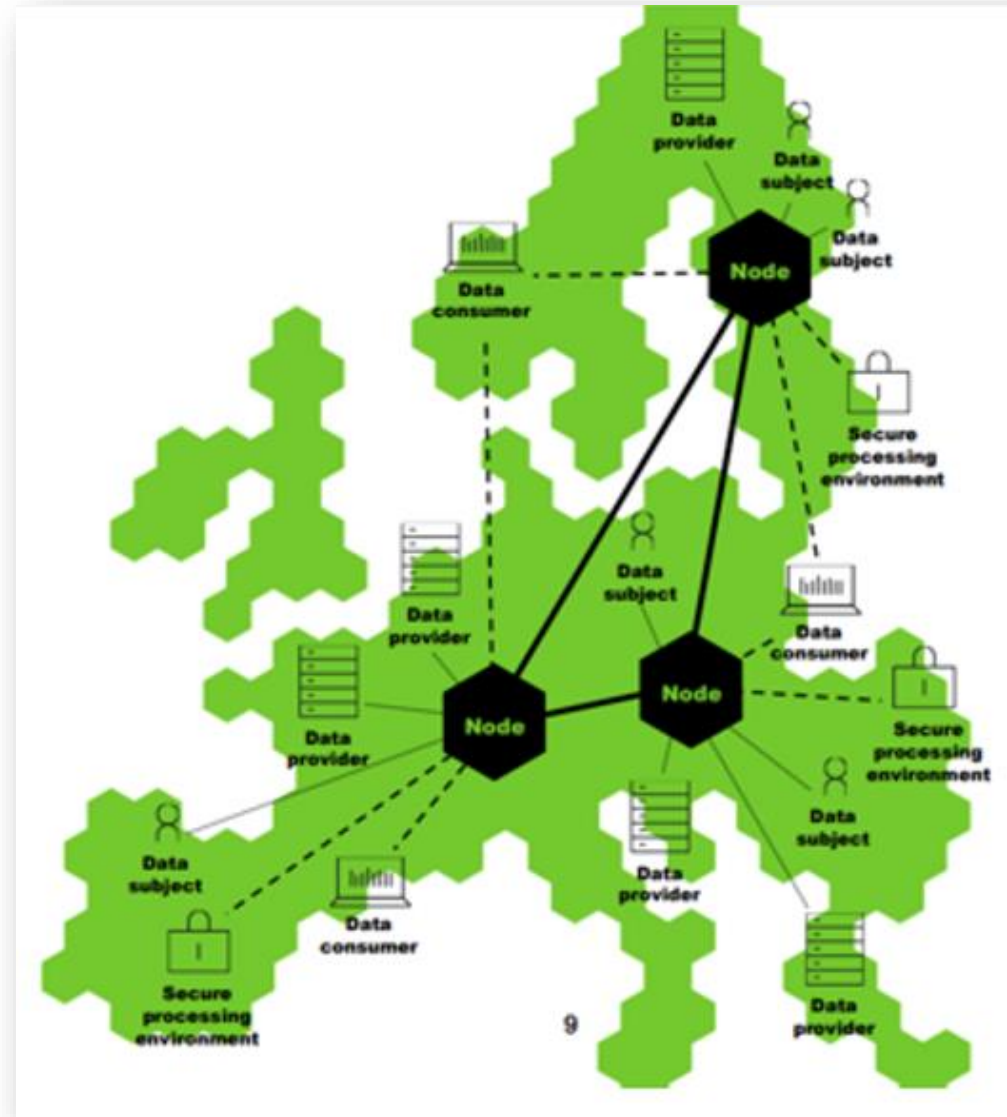 Data
provider
Data
subject
Data
subject
Node
Data
consumer
Secure
processing
environment
Data
subject
Data
provider
Data
consumer
Node
Secure
processing
environment
Data
provider
Node
Data
subject
Data
provider
Data
subject
Data
consumer
Secure
processing
environment
Data
provider
9